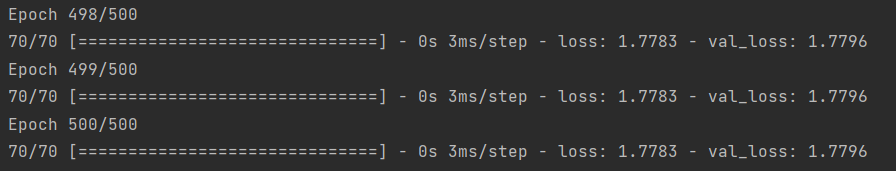 Epoch 498/500
70/70 [==============================] - 0s 3ms/step - loss: 1.7783 - val_loss: 1.7796
Epoch 499/500
70/70 [==============================] - 0s 3ms/step - loss: 1.7783 - val_loss: 1.7796
Epoch 500/500
70/70 [==============================] - 0s 3ms/step - loss: 1.7783 - val_loss: 1.7796